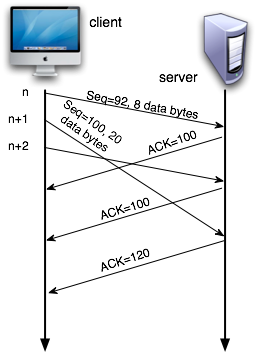 client
server
n
Seq=92, 8 data bytes
n+1
Seq=100, 20
data bytes
n+2
ACK=100
ACK=100
ACK=120